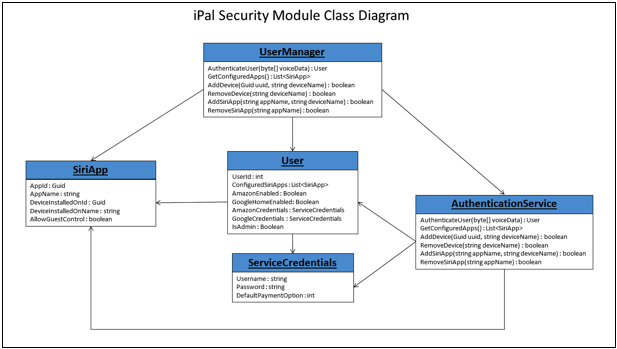 iPal Security Module Class Diagram
UserManager
AuthenticateUser(byte[] voiceData) : User
GetConfiguredApps() : List<SiriApp>
AddDevice(Guid uuid, string deviceName) : boolean
RemoveDevice(string deviceName) : boolean
AddSiriApp(string appName, string deviceName) : boolean
RemoveSiriApp(string appName) : boolean
SiriApp
AppId : Guid
AppName : string
DeviceInstalledOnId : Guid
DeviceInstalledOnName : string
AllowGuestControl : boolean
User
UserId : int
ConfiguredSiriApps : List<SiriApp>
AmazonEnabled : Boolean
GoogleHomeEnabled: Boolean
AmazonCredentials : ServiceCredentials
GoogleCredentials : ServiceCredentials
IsAdmin : Boolean
AuthenticationService
AuthenticateUser(byte[] voiceData) : User
GetConfiguredApps() : List<SiriApp>
AddDevice(Guid uuid, string deviceName) : boolean
RemoveDevice(string deviceName) : boolean
AddSiriApp(string appName, string deviceName) : boolean
RemoveSiriApp(string appName) : boolean
ServiceCredentials
Username : string
Password : string
DefaultPaymentOption : int